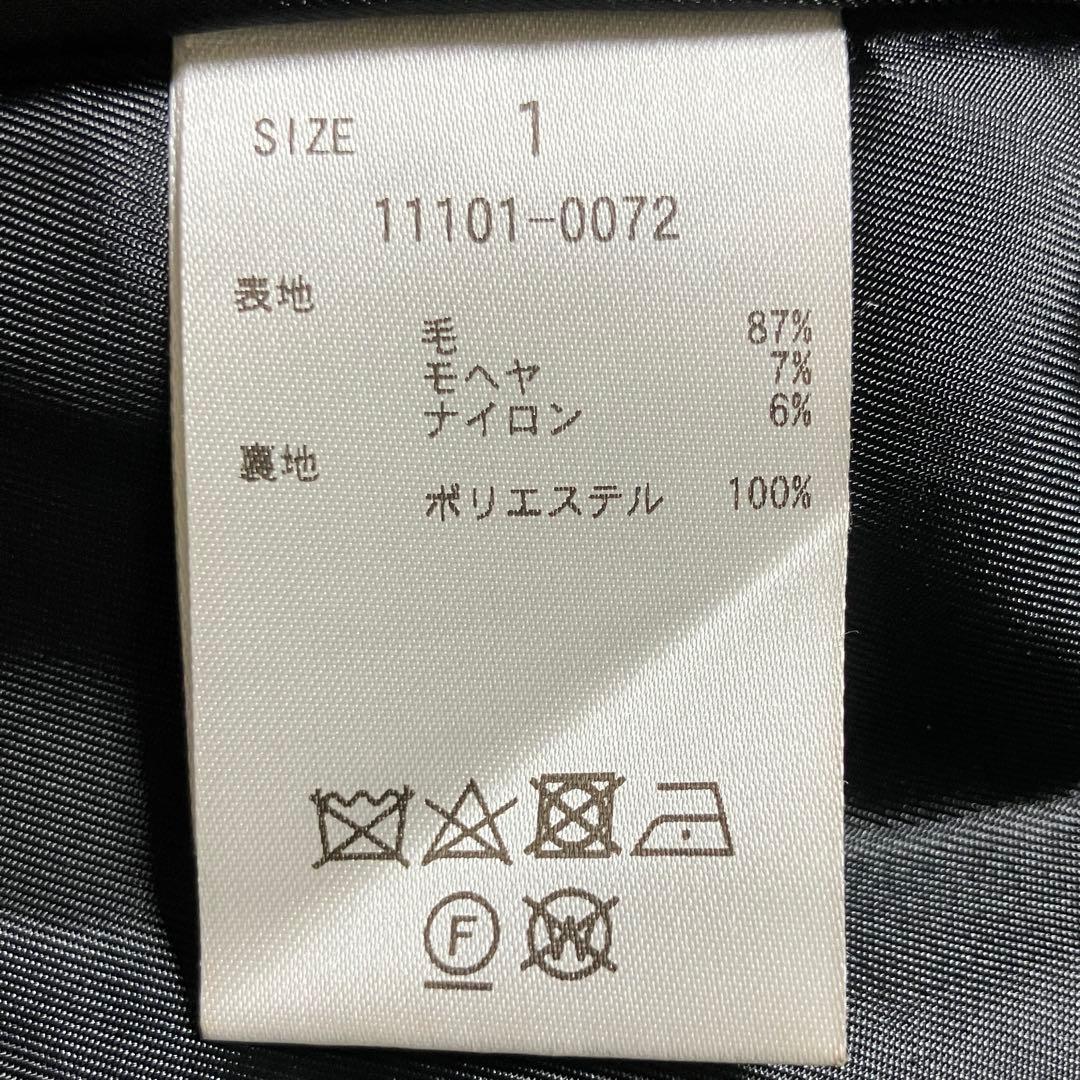 SIZE 1
11101-0072
表地
毛 87%
モヘヤ 7%
ナイロン 6%
裏地
ポリエステル 100%
F W